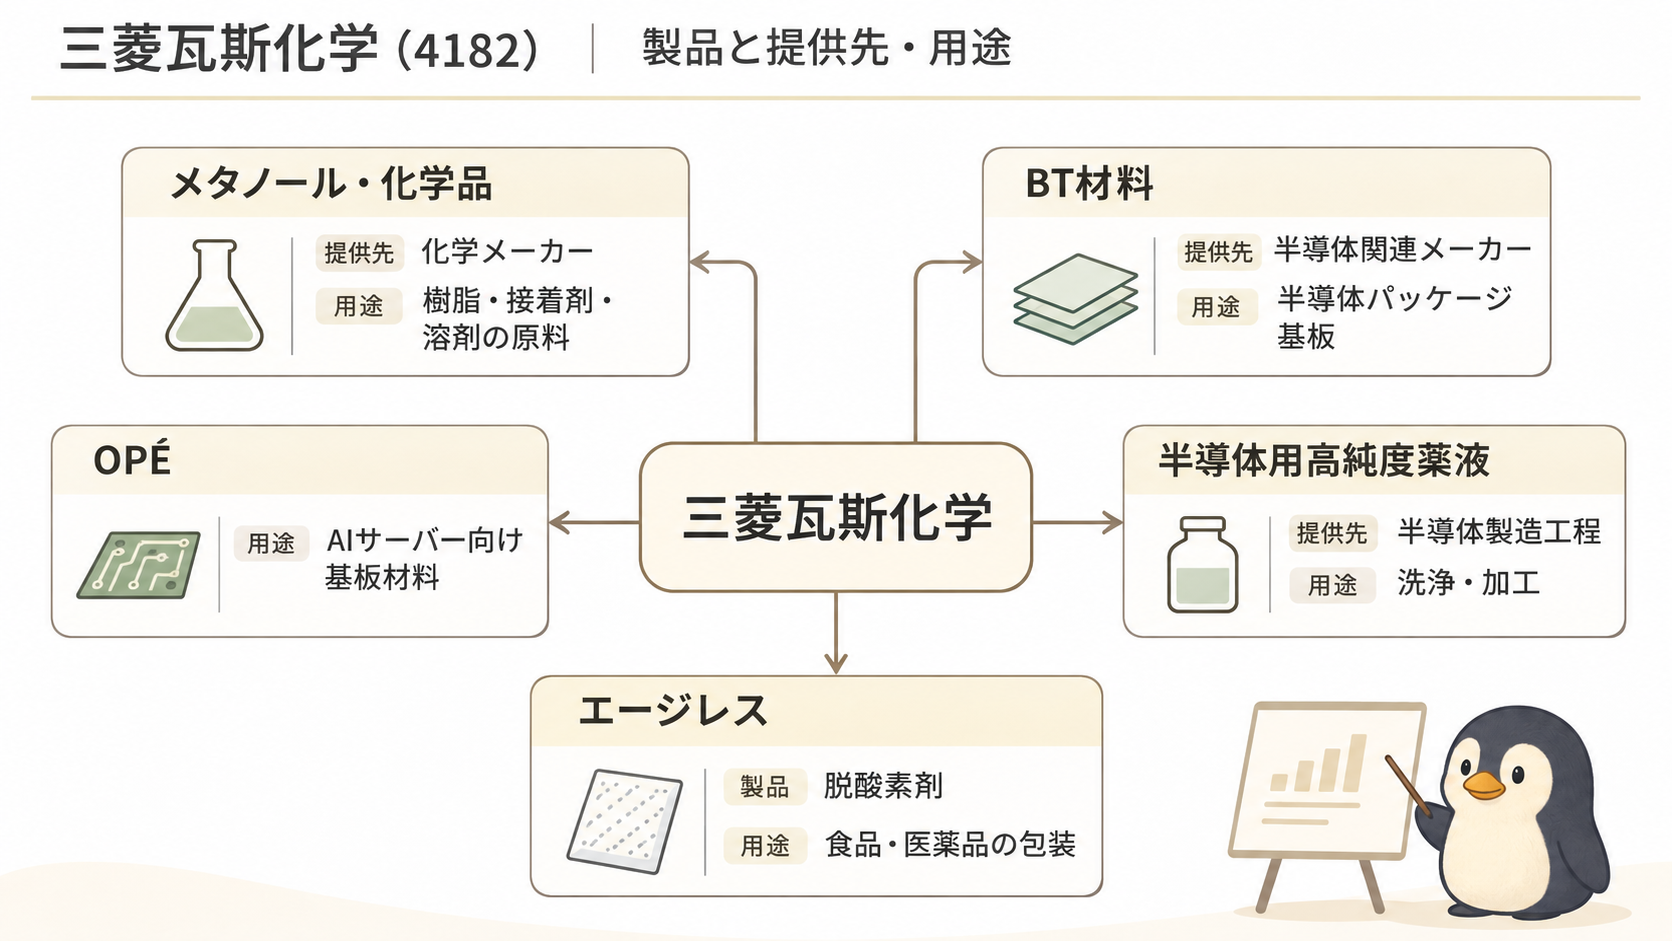 三菱瓦斯化学（4182）｜製品と提供先・用途
メタノール・化学品
提供先 化学メーカー
用途 樹脂・接着剤・
溶剤の原料
BT材料
提供先 半導体関連メーカー
用途 半導体パッケージ
基板
OPÉ
用途 AIサーバー向け
基板材料
三菱瓦斯化学
半導体用高純度薬液
提供先 半導体製造工程
用途 洗浄・加工
エージレス
製品 脱酸素剤
用途 食品・医薬品の包装